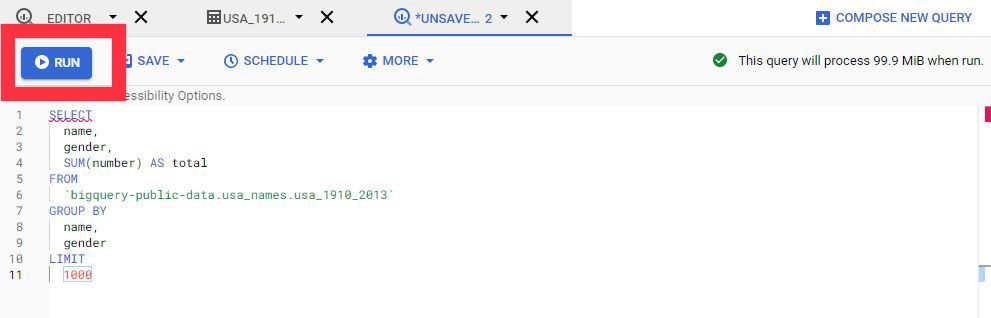 EDITOR USA_191... *UNSAVE... 2 COMPOSE NEW QUERY
RUN SAVE SCHEDULE MORE This query will process 99.9 MiB when run.
essibility Options.
1 SELECT
2 name,
3 gender,
4 SUM(number) AS total
5 FROM
6 `bigquery-public-data.usa_names.usa_1910_2013`
7 GROUP BY
8 name,
9 gender
10 LIMIT
11 1000